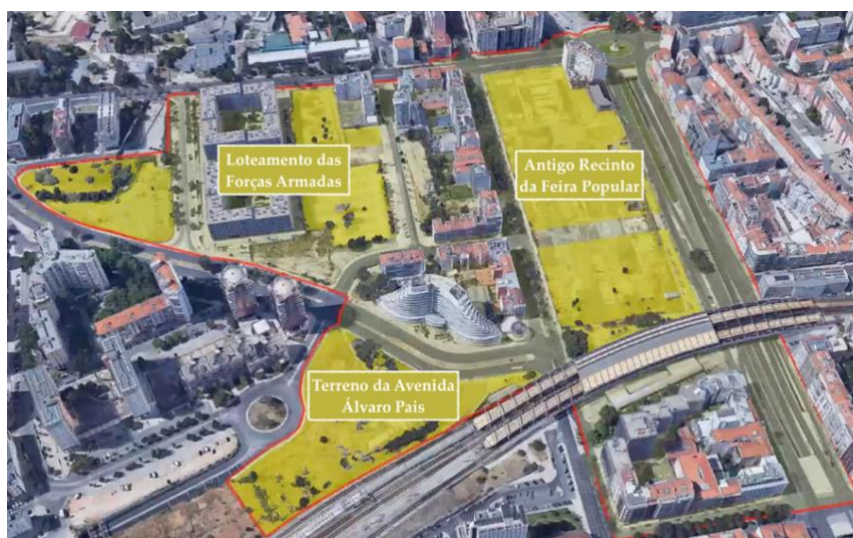 Loteamento das
Forças Armadas
Antigo Recinto
da Feira Popular
Terreno da Avenida
Álvaro Pais